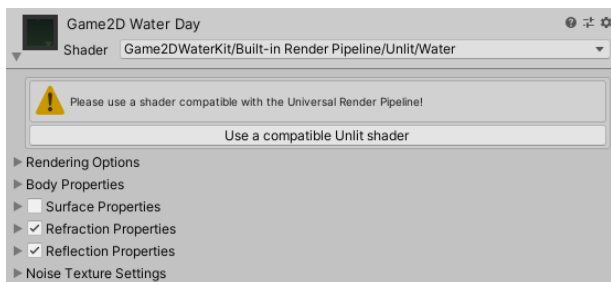 Game2D Water Day
Shader Game2DWaterKit/Built-in Render Pipeline/Unlit/Water
Please use a shader compatible with the Universal Render Pipeline!
Use a compatible Unlit shader
Rendering Options
Body Properties
Surface Properties
Refraction Properties
Reflection Properties
Noise Texture Settings